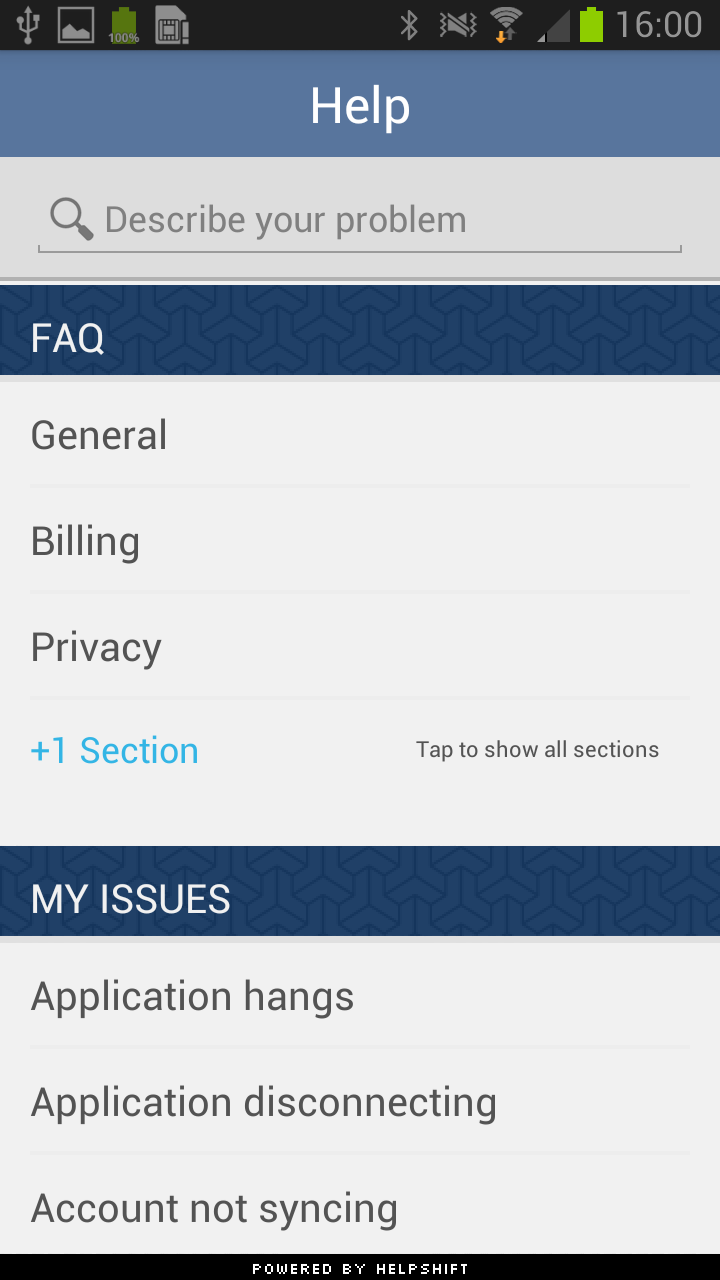 100%
16:00
Help
Describe your problem
FAQ
General
Billing
Privacy
+1 Section Tap to show all sections
MY ISSUES
Application hangs
Application disconnecting
Account not syncing
POWERED BY HELPSHIFT